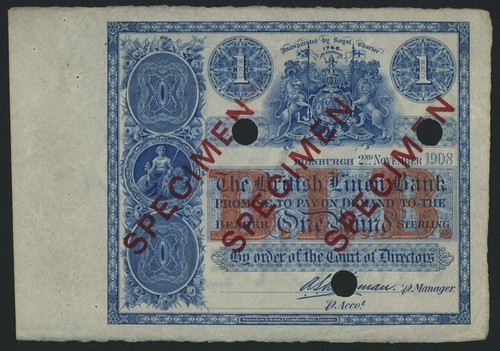 Incorporated by Royal Charter
1746.
1
1
SPECIMEN
SPECIMEN
SPECIMEN
EDINBURGH 2ND NOVEMBER 1908
The British Linen Bank
PROMISE TO PAY ON DEMAND TO THE
BEARER One Pound STERLING
By order of the Court of Directors
P. Manager.
P. Accot.